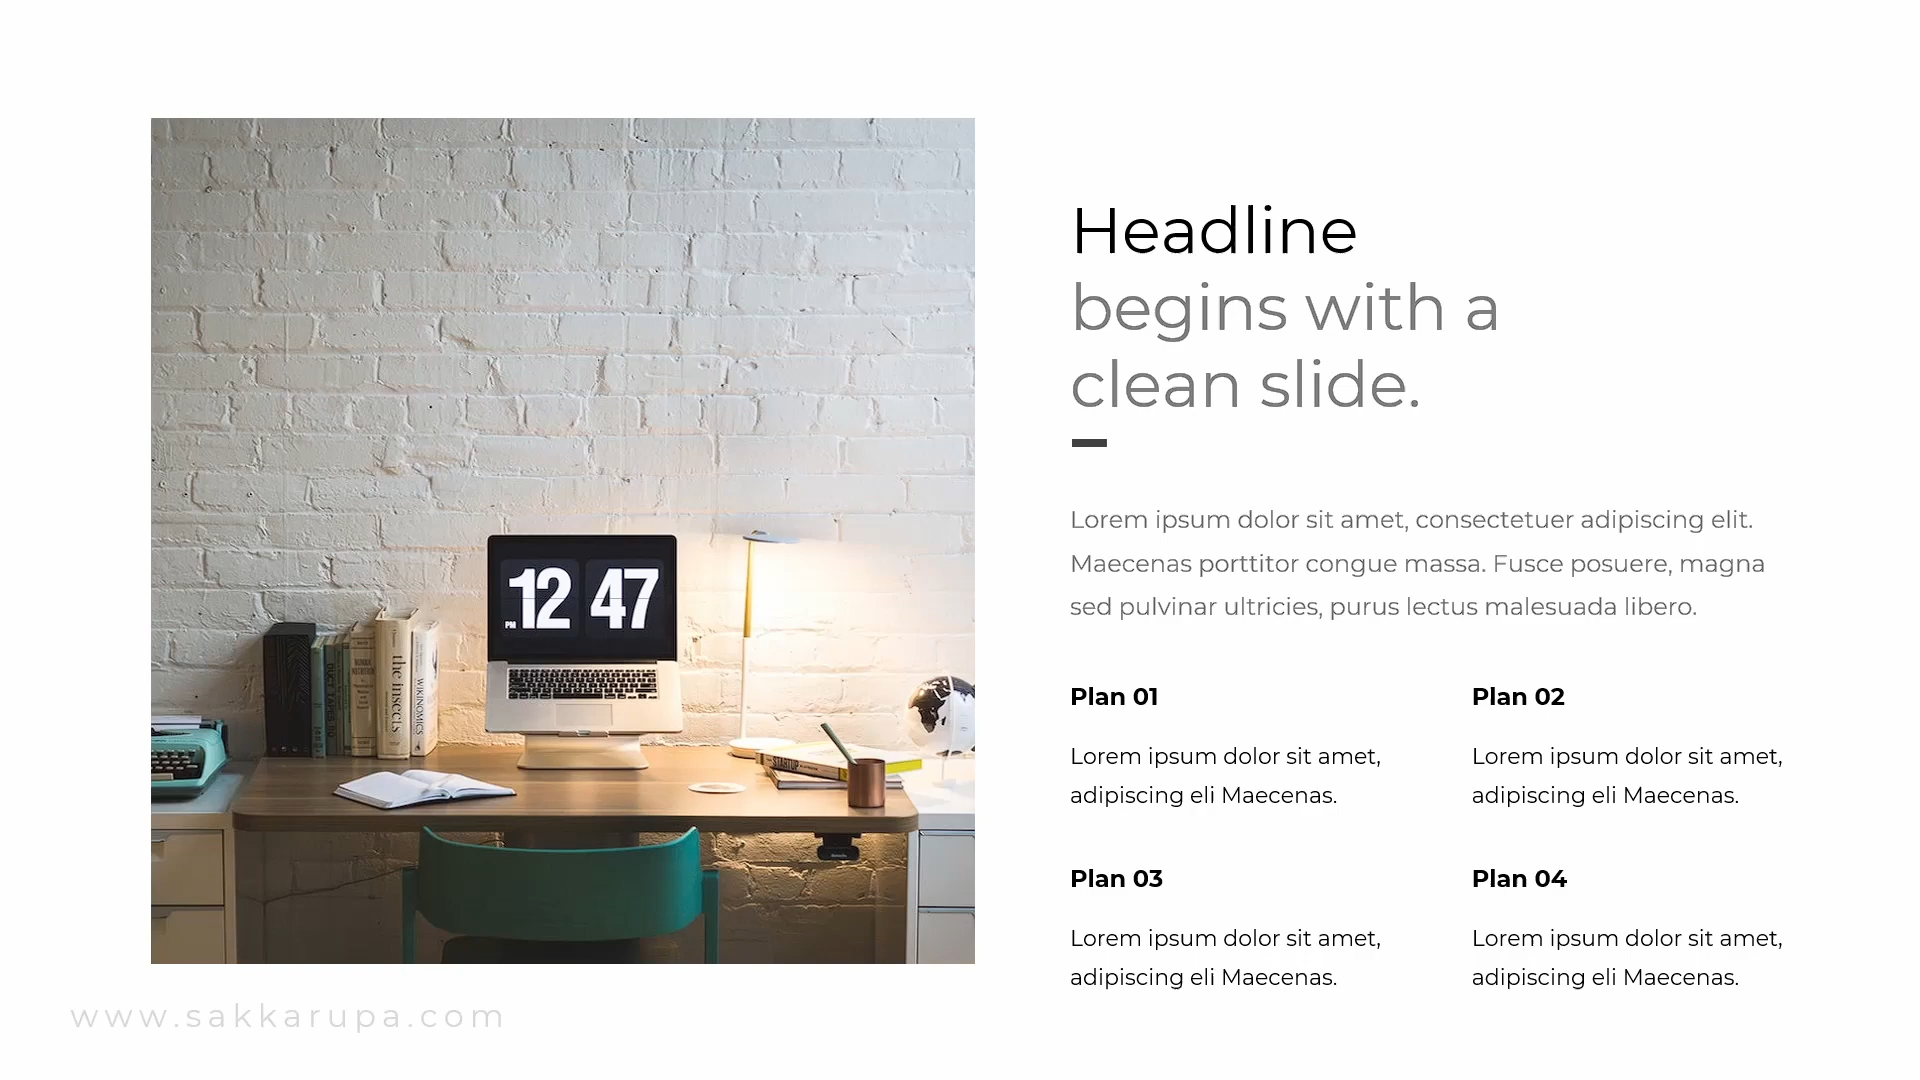 Headline
begins with a
clean slide.
Lorem ipsum dolor sit amet, consectetuer adipiscing elit.
Maecenas porttitor congue massa. Fusce posuere, magna
sed pulvinar ultricies, purus lectus malesuada libero.
Plan 01
Lorem ipsum dolor sit amet,
adipiscing eli Maecenas.
Plan 02
Lorem ipsum dolor sit amet,
adipiscing eli Maecenas.
Plan 03
Lorem ipsum dolor sit amet,
adipiscing eli Maecenas.
Plan 04
Lorem ipsum dolor sit amet,
adipiscing eli Maecenas.
PM 12 47
the insects
WIKINOMICS
www.sakkarupa.com